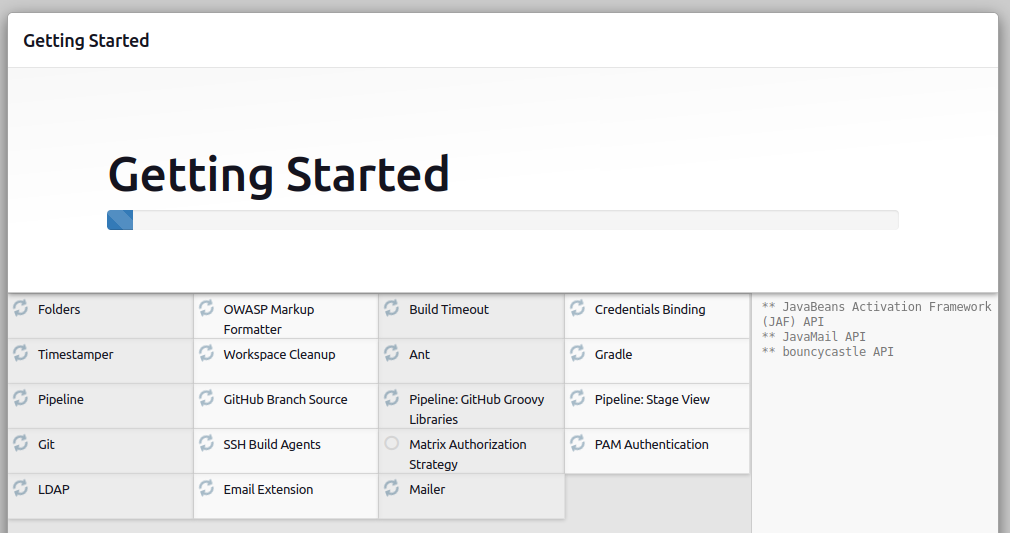 Getting Started
Getting Started
Folders
OWASP Markup
Formatter
Build Timeout
Credentials Binding
Timestamper
Workspace Cleanup
Ant
Gradle
Pipeline
GitHub Branch Source
Pipeline: GitHub Groovy
Libraries
Pipeline: Stage View
Git
SSH Build Agents
Matrix Authorization
Strategy
PAM Authentication
LDAP
Email Extension
Mailer
** JavaBeans Activation Framework
(JAF) API
** JavaMail API
** bouncycastle API